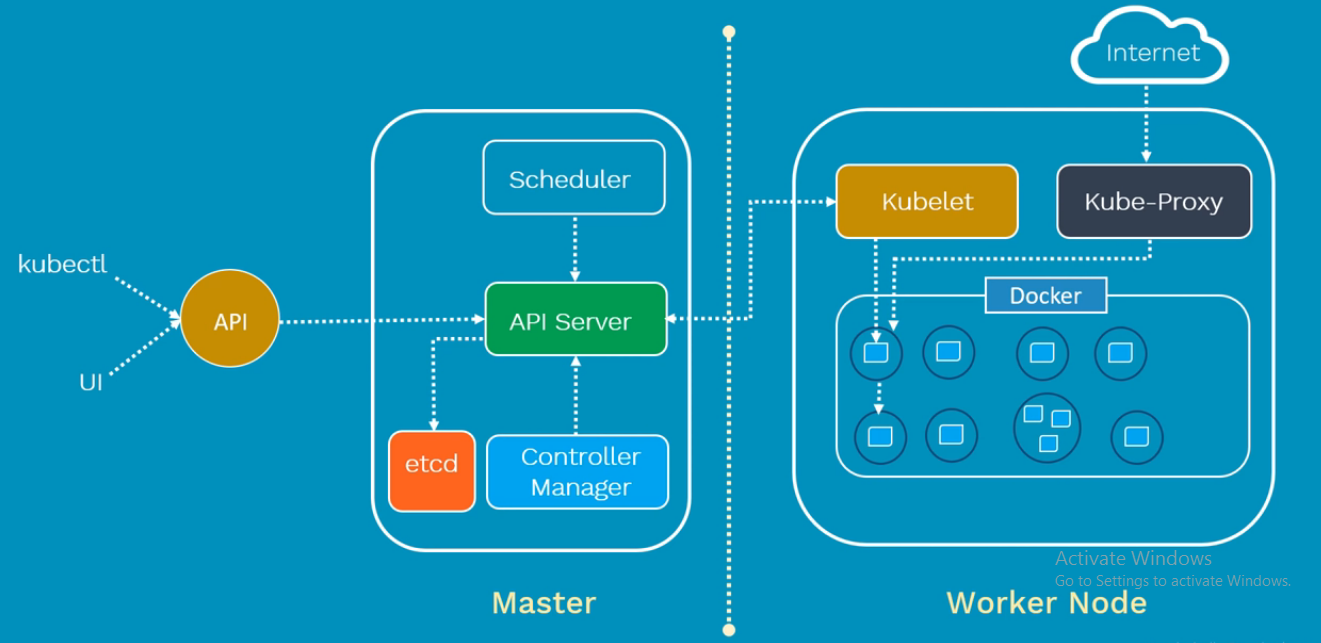 Internet
Scheduler
Kubelet
Kube-Proxy
kubectl
API
API Server
Docker
UI
etcd
Controller
Manager
Activate Windows
Go to Settings to activate Windows.
Master
Worker Node